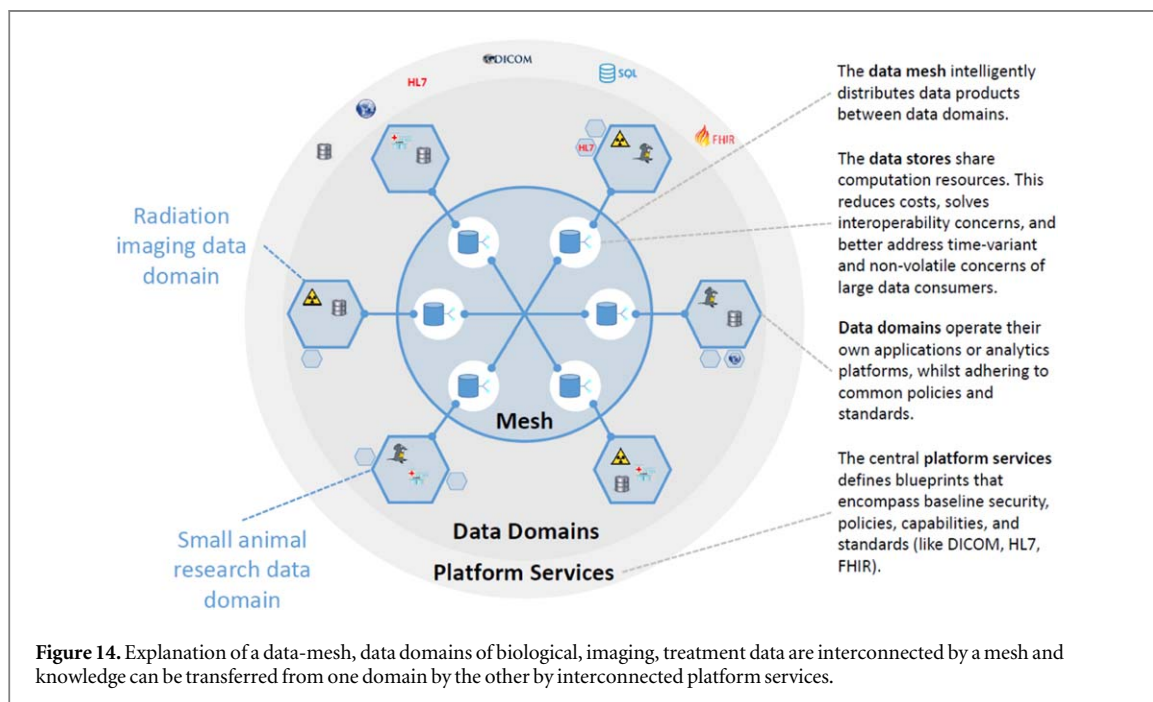 DICOM
HL7
SQL
FHIR
HL7
Radiation
imaging data
domain
Mesh
Small animal
research data
domain
Data Domains
Platform Services
The data mesh intelligently
distributes data products
between data domains.
The data stores share
computation resources. This
reduces costs, solves
interoperability concerns, and
better address time-variant
and non-volatile concerns of
large data consumers.
Data domains operate their
own applications or analytics
platforms, whilst adhering to
common policies and
standards.
The central platform services
defines blueprints that
encompass baseline security,
policies, capabilities, and
standards (like DICOM, HL7,
FHIR).
Figure 14. Explanation of a data-mesh, data domains of biological, imaging, treatment data are interconnected by a mesh and
knowledge can be transferred from one domain by the other by interconnected platform services.